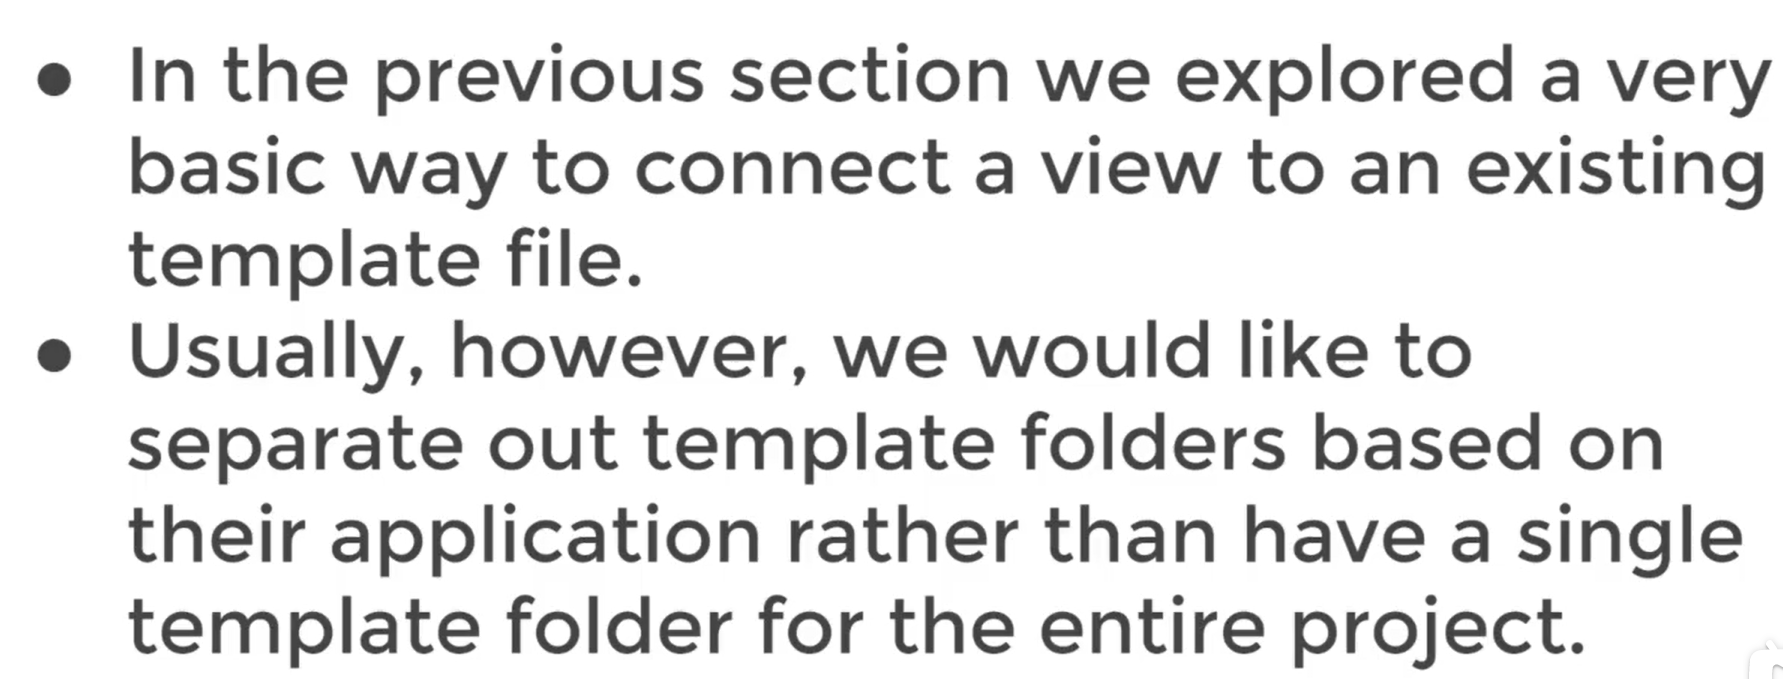 • In the previous section we explored a very
basic way to connect a view to an existing
template file.
• Usually, however, we would like to
separate out template folders based on
their application rather than have a single
template folder for the entire project.